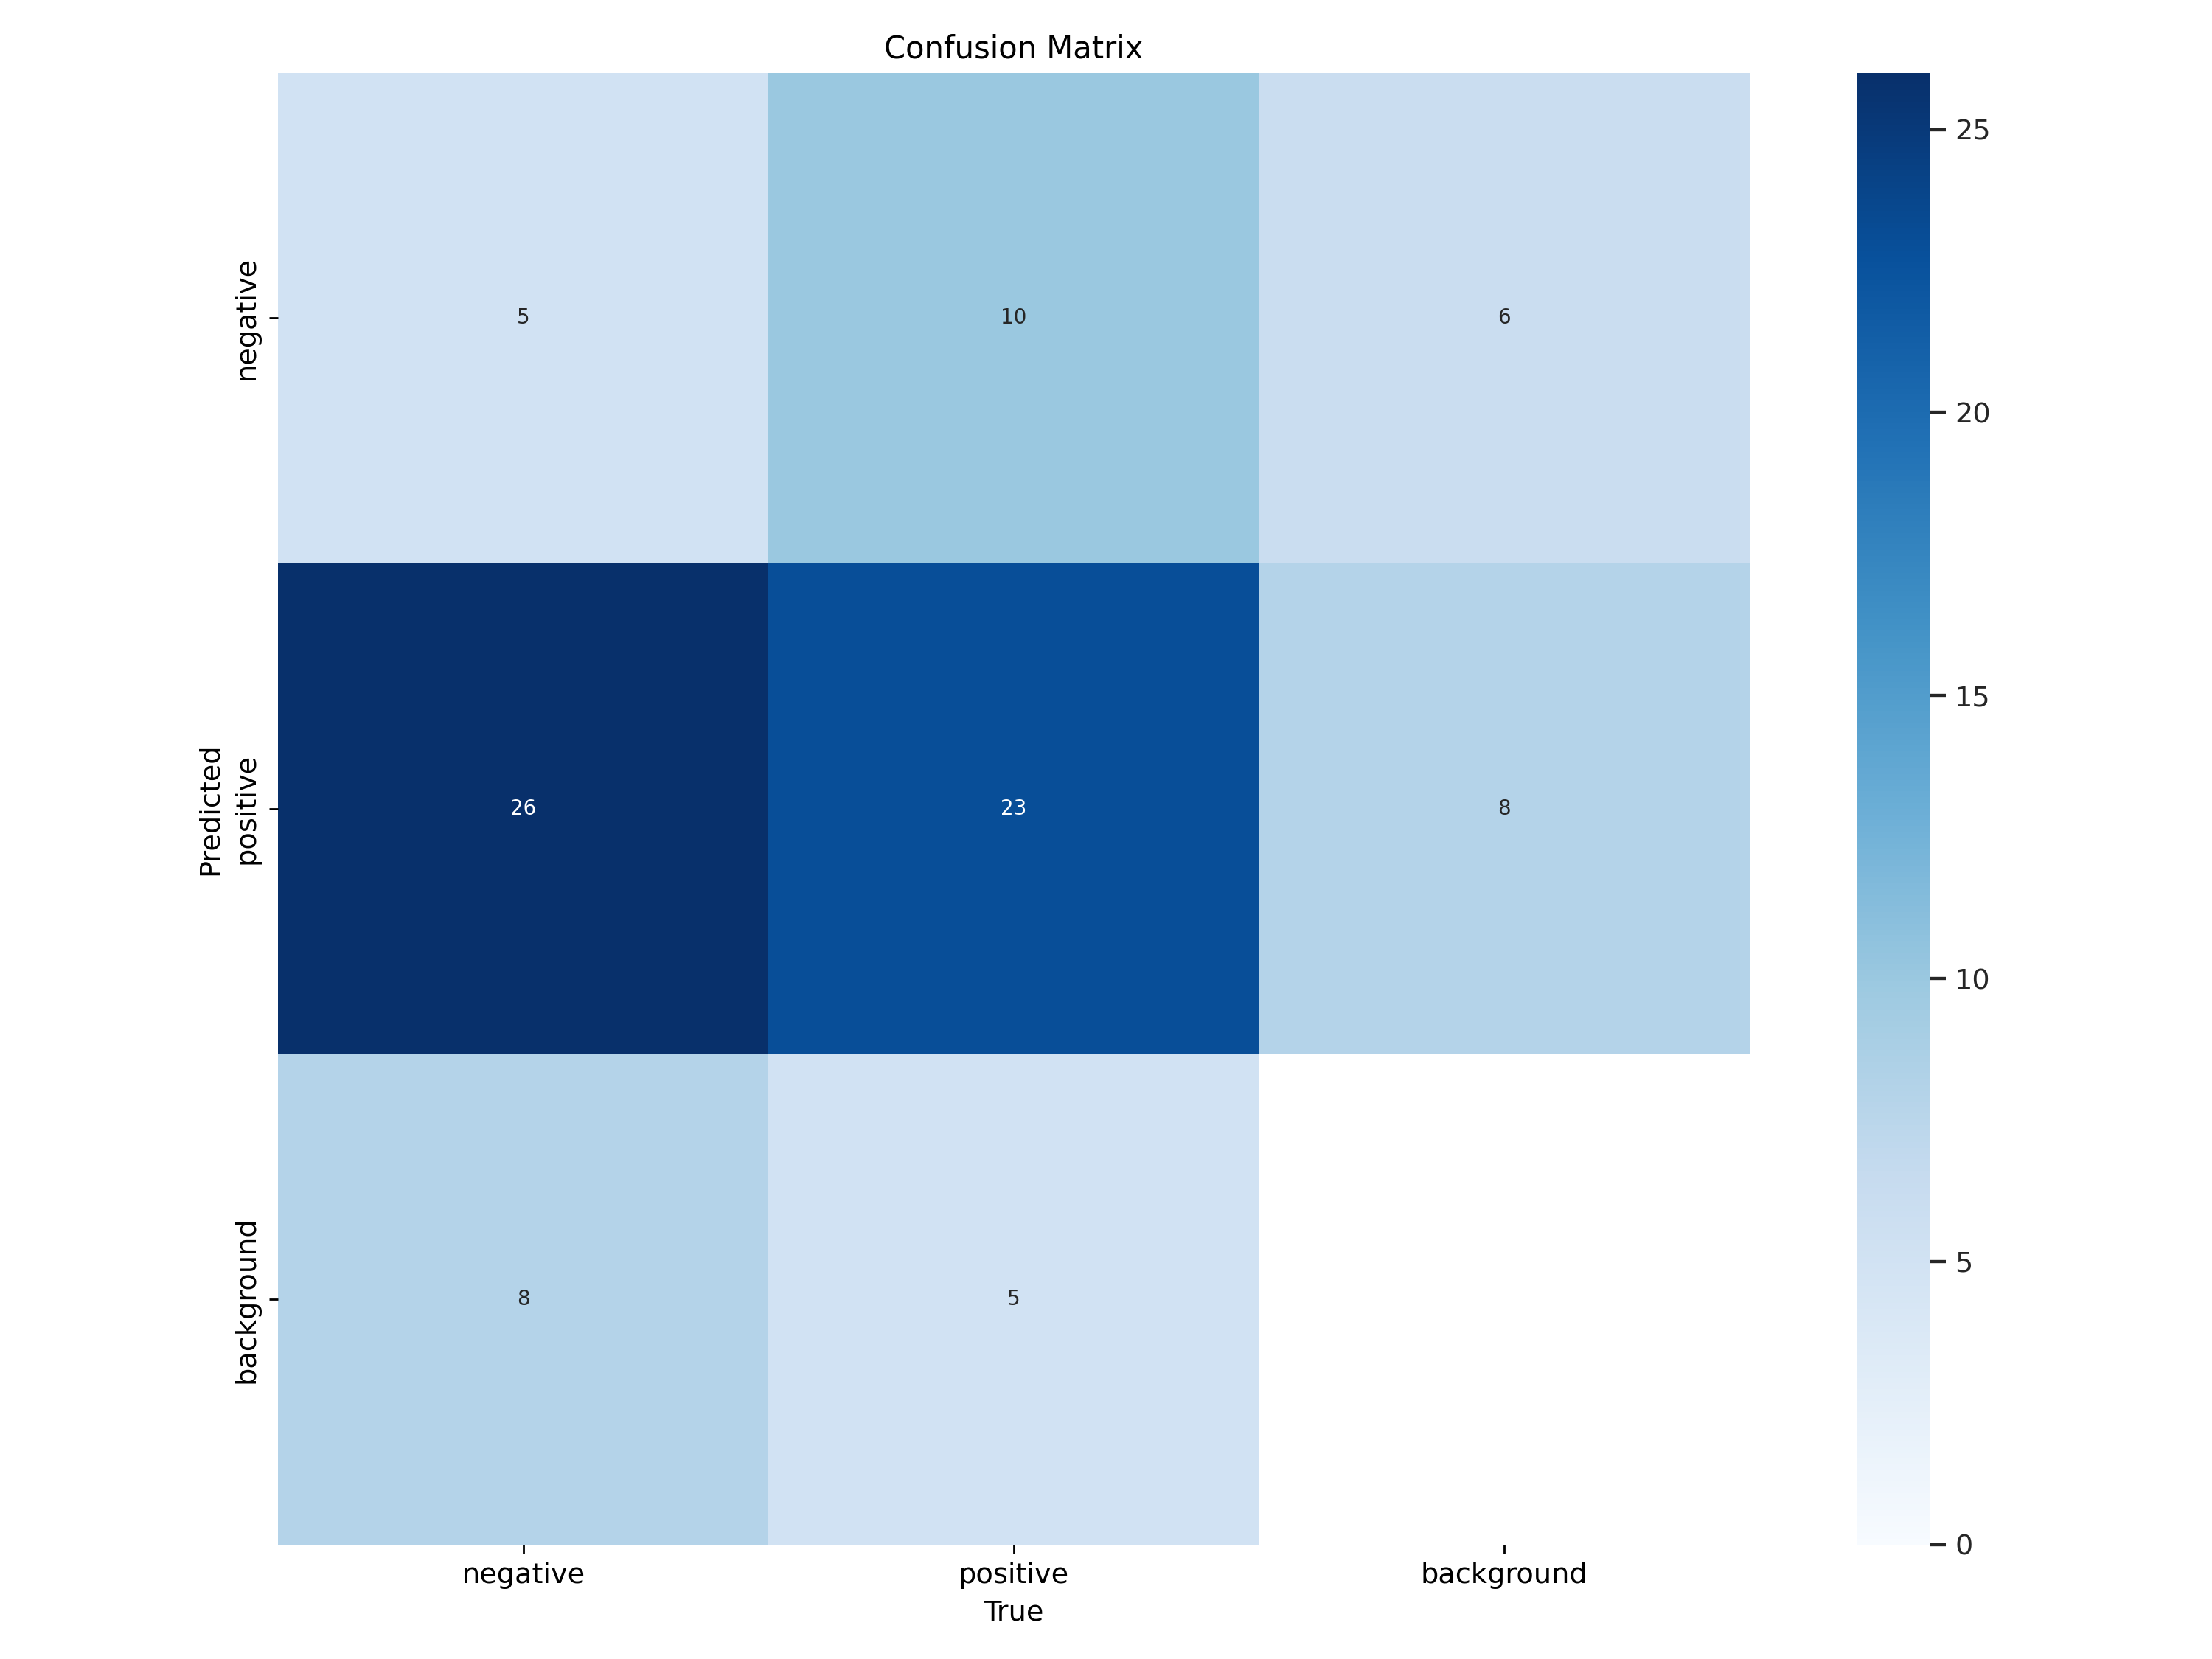 Confusion Matrix
negative
5
10
6
Predicted
positive
26
23
8
background
8
5
negative
positive
background
True
25
20
15
10
5
0